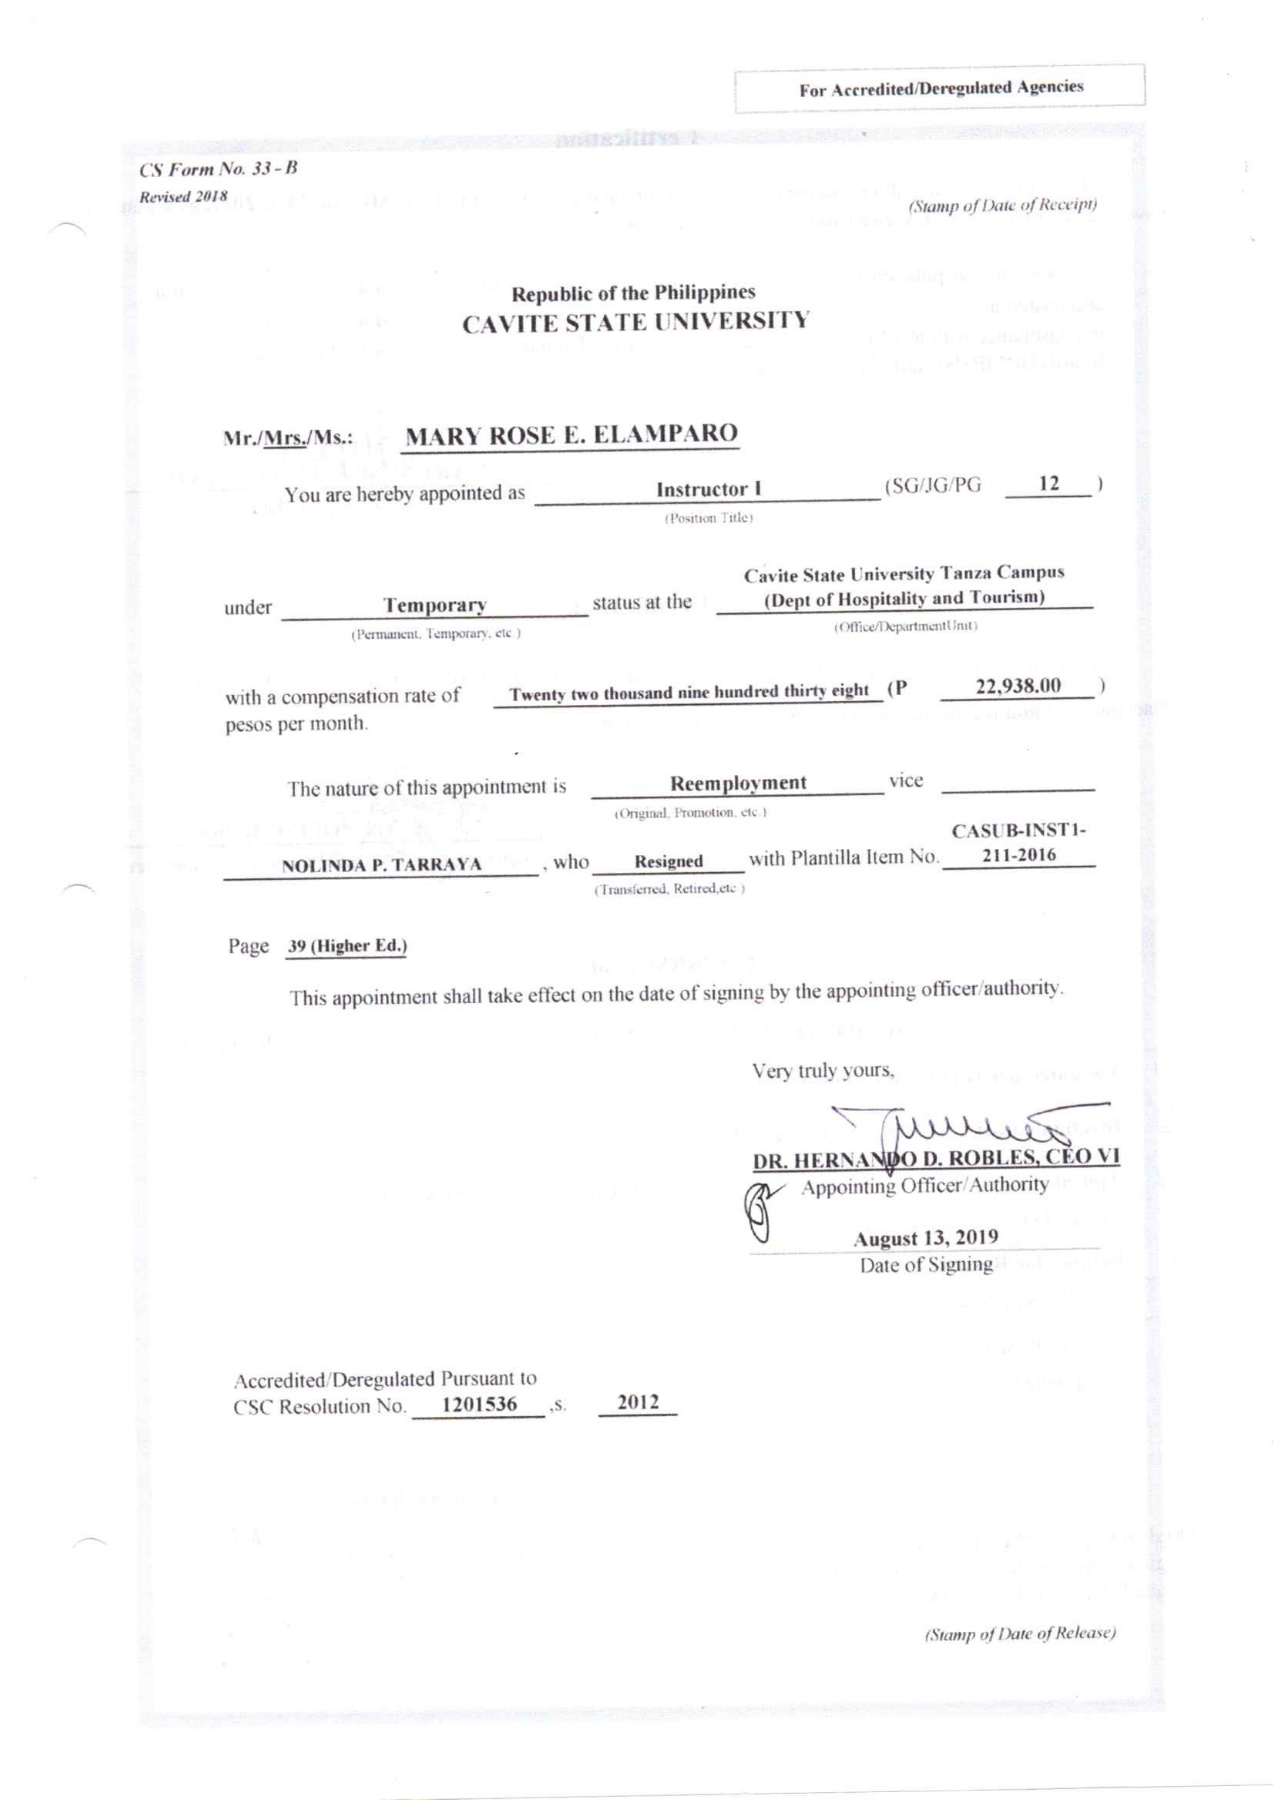 For Accredited/Deregulated Agencies
CS Form No. 33 - B
Revised 2018
(Stamp of Date of Receipt)
Republic of the Philippines
CAVITE STATE UNIVERSITY
Mr./Mrs./Ms.: MARY ROSE E. ELAMPARO
You are hereby appointed as Instructor I (SG/JG/PG 12 )
(Position Title)
Cavite State University Tanza Campus
under Temporary status at the (Dept of Hospitality and Tourism)
(Permanent, Temporary, etc.) (Office/DepartmentUnit)
with a compensation rate of Twenty two thousand nine hundred thirty eight (P 22,938.00 )
pesos per month.
The nature of this appointment is Reemployment vice
(Original, Promotion, etc.)
CASUB-INST1-
NOLINDA P. TARRAYA , who Resigned with Plantilla Item No. 211-2016
(Transferred, Retired,etc.)
Page 39 (Higher Ed.)
This appointment shall take effect on the date of signing by the appointing officer/authority.
Very truly yours,
DR. HERNANDO D. ROBLES, CEO VI
Appointing Officer/Authority
August 13, 2019
Date of Signing
Accredited/Deregulated Pursuant to
CSC Resolution No. 1201536 ,s. 2012
(Stamp of Date of Release)